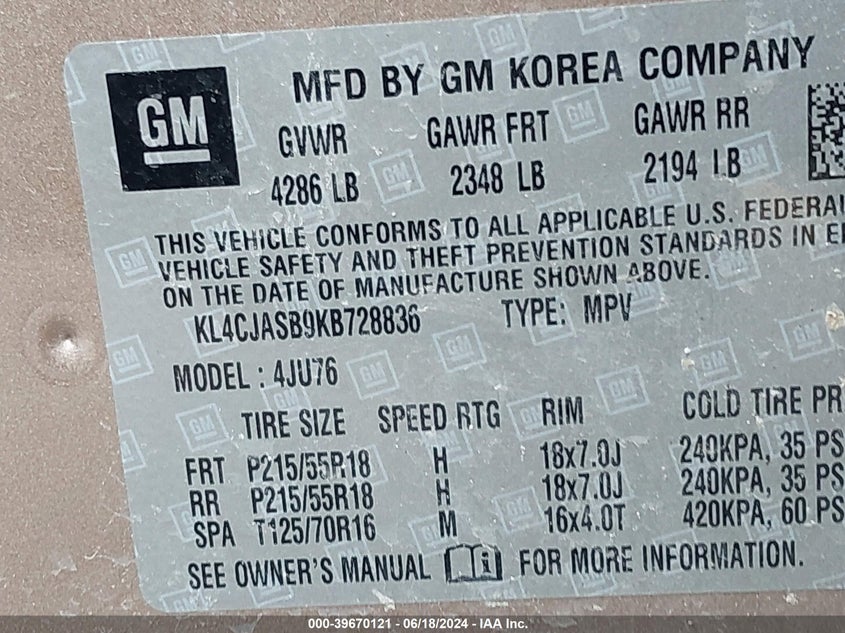 MFD BY GM KOREA COMPANY
GM
GVWR GAWR FRT GAWR RR
4286 LB 2348 LB 2194 LB
THIS VEHICLE CONFORMS TO ALL APPLICABLE U.S. FEDERAL
VEHICLE SAFETY AND THEFT PREVENTION STANDARDS IN E
ON THE DATE OF MANUFACTURE SHOWN ABOVE.
KL4CJASB9KB728836 TYPE: MPV
MODEL : 4JU76
TIRE SIZE SPEED RTG RIM COLD TIRE PR
FRT P215/55R18 H 18x7.0J 240KPA, 35 PS
RR P215/55R18 H 18x7.0J 240KPA, 35 PS
SPA T125/70R16 M 16x4.0T 420KPA, 60 PS
SEE OWNER'S MANUAL i FOR MORE INFORMATION.
000-39670121 - 06/18/2024 - IAA Inc.